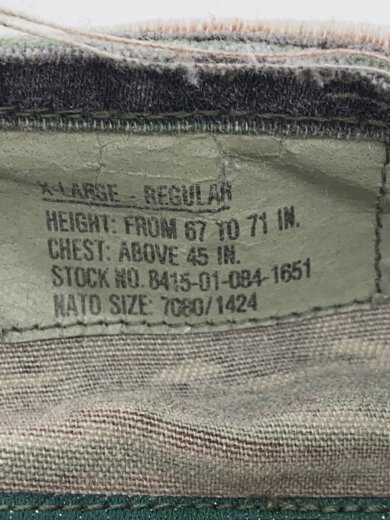 X-LARGE - REGULAR
HEIGHT: FROM 67 TO 71 IN.
CHEST: ABOVE 45 IN.
STOCK NO. 8415-01-084-1651
NATO SIZE: 7080/1424